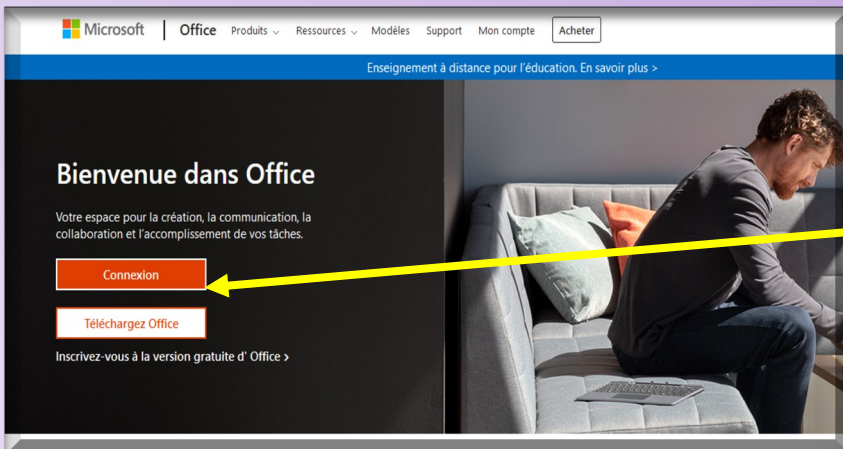 Microsoft | Office Produits Ressources Modèles Support Mon compte Acheter
Enseignement à distance pour l'éducation. En savoir plus >
Bienvenue dans Office
Votre espace pour la création, la communication, la
collaboration et l'accomplissement de vos tâches.
Connexion
Téléchargez Office
Inscrivez-vous à la version gratuite d' Office >